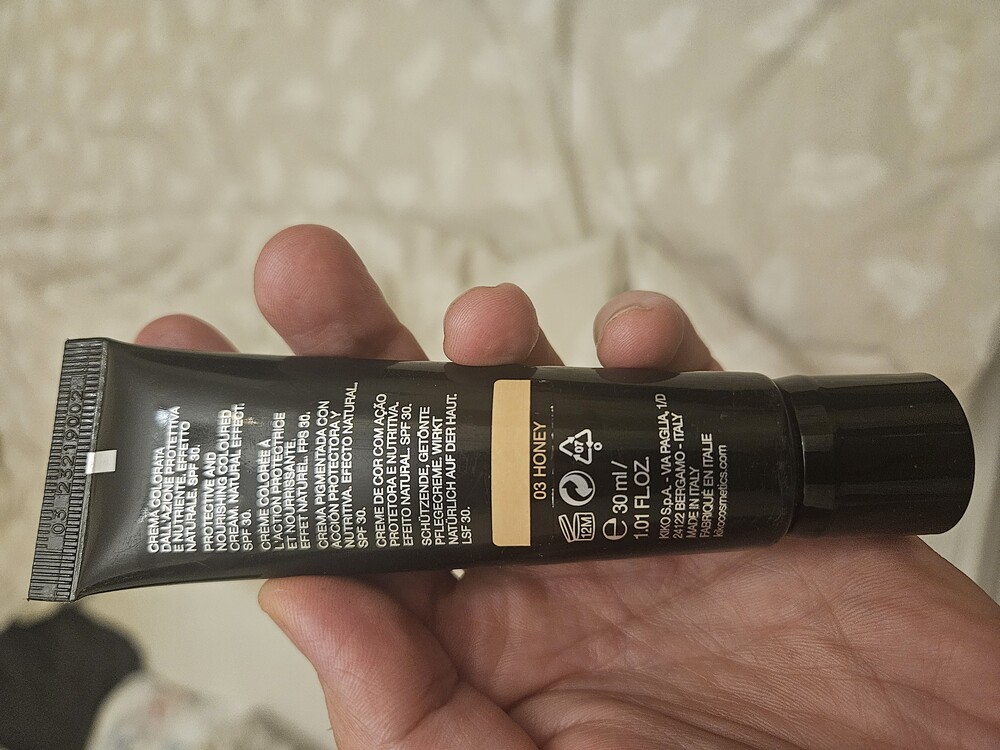 03 232190023
CREMA COLORATA
DALL'AZIONE PROTETTIVA
E NUTRIENTE. EFFETTO
NATURALE. SPF 30.
PROTECTIVE AND
NOURISHING COLOURED
CREAM. NATURAL EFFECT.
SPF 30.
CRÈME COLORÉE À
L'ACTION PROTECTRICE
ET NOURRISSANTE.
EFFET NATUREL. FPS 30.
CREMA PIGMENTADA CON
ACCIÓN PROTECTORA Y
NUTRITIVA. EFECTO NATURAL.
SPF 30.
CREME DE COR COM AÇÃO
PROTETORA E NUTRITIVA.
EFEITO NATURAL. SPF 30.
SCHÜTZENDE, GETÖNTE
PFLEGECREME. WIRKT
NATÜRLICH AUF DER HAUT.
LSF 30.
03 HONEY
12M
07
e 30 ml /
1.01 FL.OZ.
KIKO S.p.A. - VIA PAGLIA, 1/D
24122 BERGAMO - ITALY
MADE IN ITALY
FABRIQUÉ EN ITALIE
kikocosmetics.com